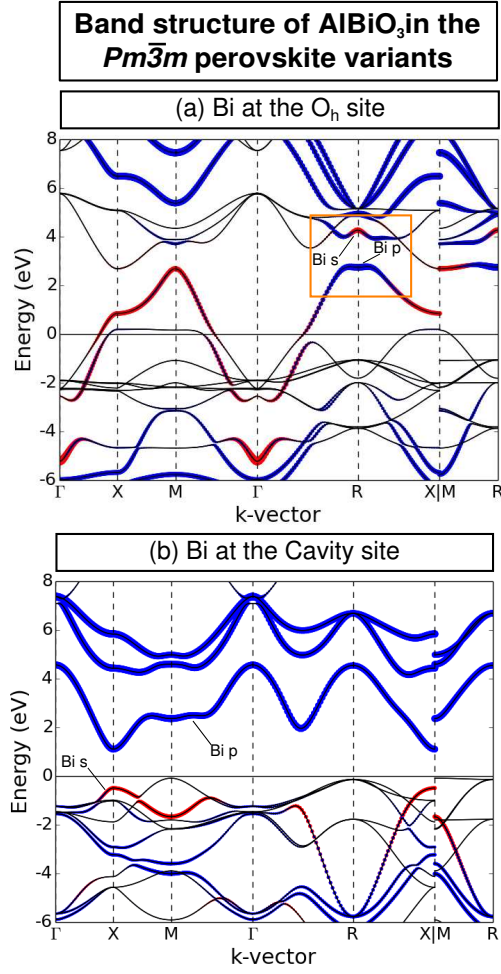 Band structure of AlBiO3in the
Pm3̅m perovskite variants
(a) Bi at the Oh site
8
6
4
2
0
-2
-4
-6
Energy (eV)
Bi s
Bi p
Γ X M Γ R X|M R
k-vector
(b) Bi at the Cavity site
8
6
4
2
0
-2
-4
-6
Energy (eV)
Bi s
Bi p
Γ X M Γ R X|M R
k-vector